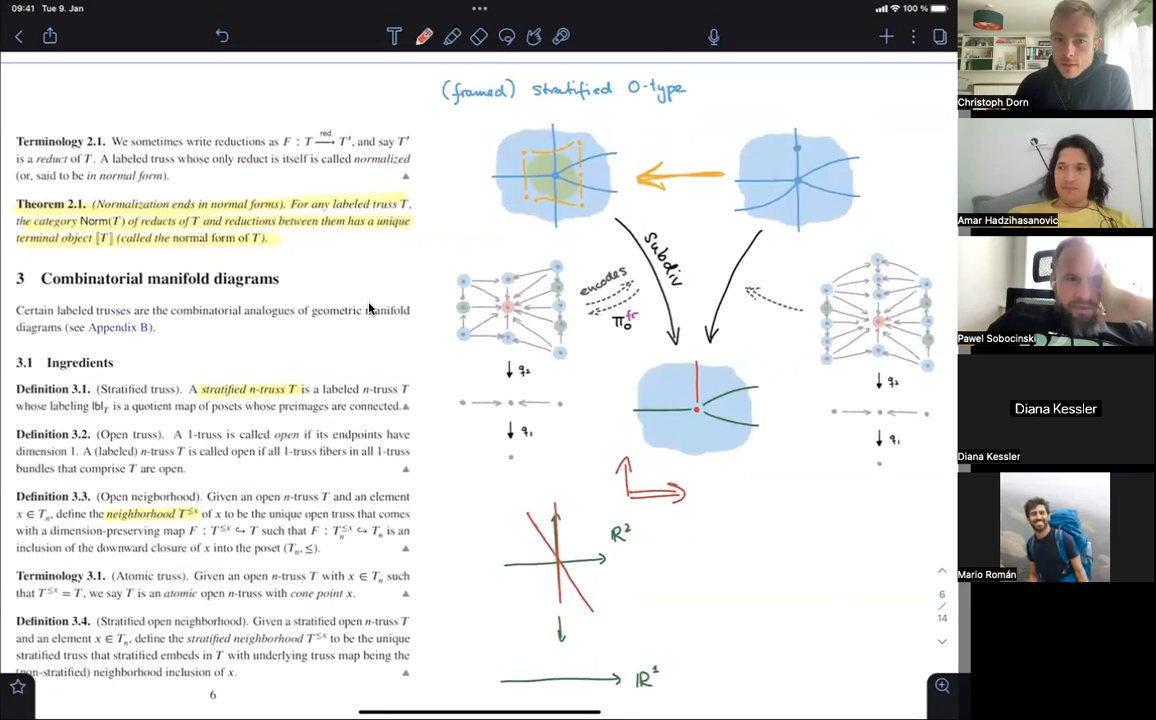 09:41 Tue 9. Jan
100 %
(framed) stratified 0-type
Terminology 2.1. We sometimes write reductions as F : T red⟶ T′, and say T′
is a reduct of T. A labeled truss whose only reduct is itself is called normalized
(or, said to be in normal form). ▲
Theorem 2.1. (Normalization ends in normal forms). For any labeled truss T,
the category Norm(T) of reducts of T and reductions between them has a unique
terminal object ⟦T⟧ (called the normal form of T).
3 Combinatorial manifold diagrams
Certain labeled trusses are the combinatorial analogues of geometric manifold
diagrams (see Appendix B).
3.1 Ingredients
Definition 3.1. (Stratified truss). A stratified n-truss T is a labeled n-truss T
whose labeling lbl_T is a quotient map of posets whose preimages are connected. ▲
Definition 3.2. (Open truss). A 1-truss is called open if its endpoints have
dimension 1. A (labeled) n-truss T is called open if all 1-truss fibers in all 1-truss
bundles that comprise T are open. ▲
Definition 3.3. (Open neigborhood). Given an open n-truss T and an element
x ∈ T_n, define the neighborhood T^≤x of x to be the unique open truss that comes
with a dimension-preserving map F : T^≤x ↪ T such that F : T_n^≤x ↪ T_n is an
inclusion of the downward closure of x into the poset (T_n, ≤). ▲
Terminology 3.1. (Atomic truss). Given an open n-truss T with x ∈ T_n such
that T^≤x = T, we say T is an atomic open n-truss with cone point x. ▲
Definition 3.4. (Stratified open neighborhood). Given a stratified open n-truss T
and an element x ∈ T_n, define the stratified neighborhood T^≤x to be the unique
stratified truss that stratified embeds in T with underlying truss map being the
(non-stratified) neighborhood inclusion of x. ▲
6
Subdiv
encodes
π₀^fr
q₂
q₁
q₂
q₁
R²
R¹
6
/
14
Christoph Dorn
Amar Hadzihasanovic
Pawel Sobocinski
Diana Kessler
Diana Kessler
Mario Román